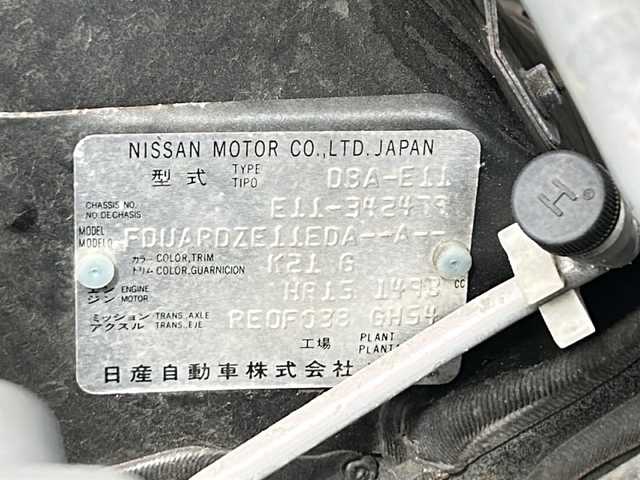 NISSAN MOTOR CO., LTD. JAPAN
型式 TYPE TIPO DBA-E11
CHASSIS NO. NO DE CHASIS E11-342473
MODEL MODELO
カラー COLOR, TRIM トリム COLOR, GUARNICION K21 G
エンジン ENGINE MOTOR HR15 1498 CC
ミッション TRANS., AXLE アクスル TRANS., EJE RE0F03B GH54
工場 PLANT PLANTA
日産自動車株式会社
H